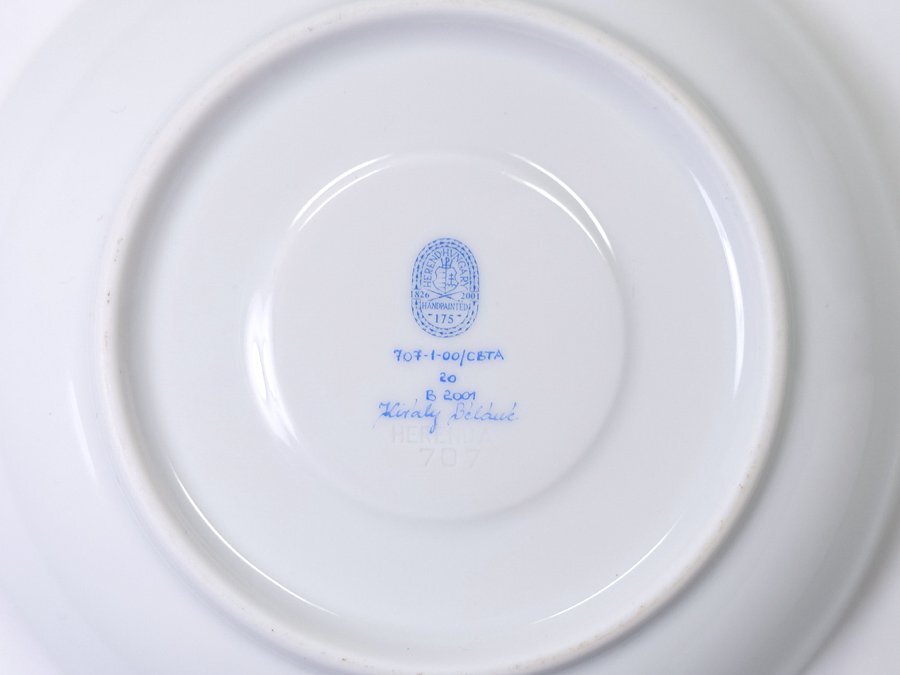 HEREND HUNGARY
1826 2001
HANDPAINTED
175
707-1-00/CBTA
20
B 2001
Király Béláné
HEREND
707